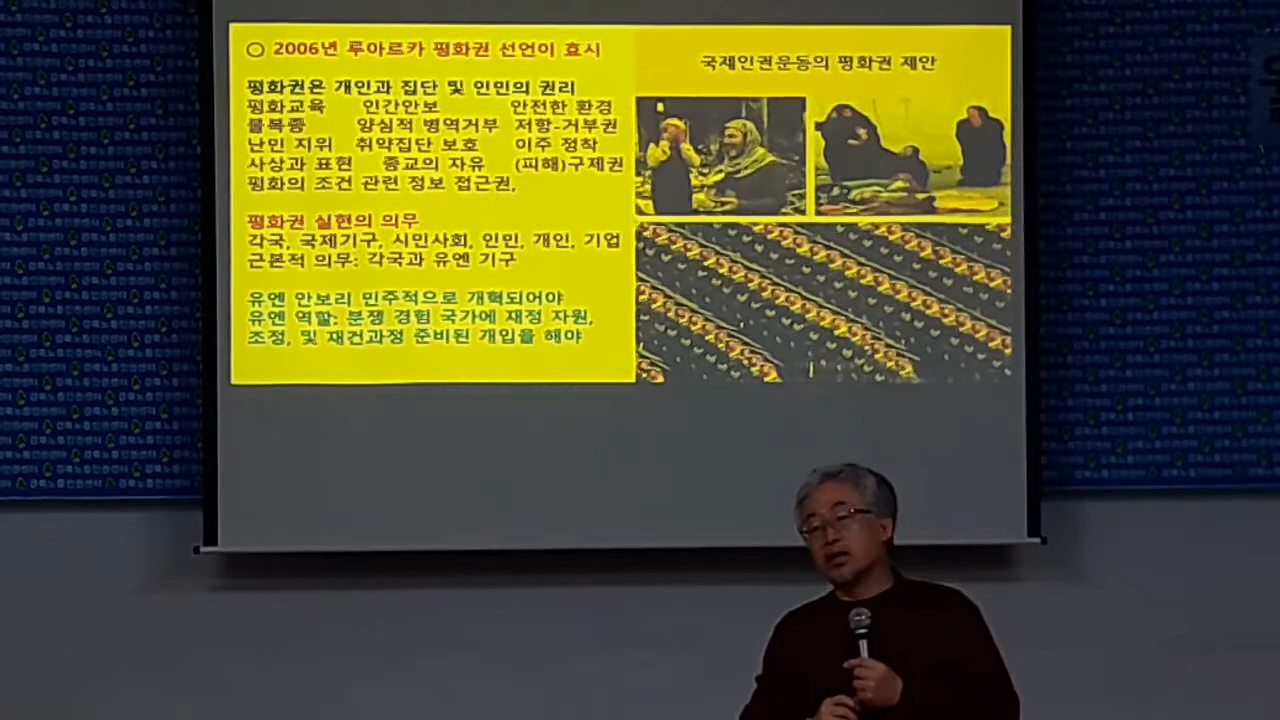 ○ 2006년 루아르카 평화권 선언이 효시
평화권은 개인과 집단 및 인민의 권리
평화교육 인간안보 안전한 환경
불복종 양심적 병역거부 저항-거부권
난민 지위 취약집단 보호 이주 정착
사상과 표현 종교의 자유 (피해)구제권
평화의 조건 관련 정보 접근권,
평화권 실현의 의무
각국, 국제기구, 시민사회, 인민, 개인, 기업
근본적 의무: 각국과 유엔 기구
유엔 안보리 민주적으로 개혁되어야
유엔 역할: 분쟁 경험 국가에 재정 자원,
조정, 및 재건과정 준비된 개입을 해야
국제인권운동의 평화권 제안